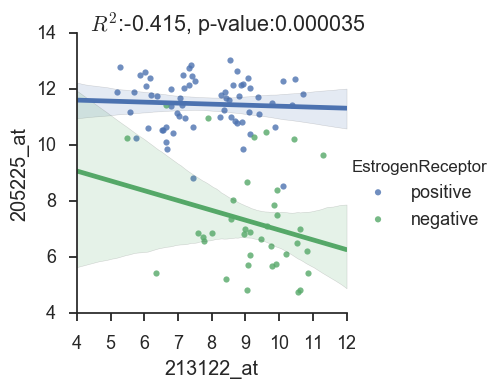 R²:-0.415, p-value:0.000035
14
12
10
8
6
4
205225_at
4 5 6 7 8 9 10 11 12
213122_at
EstrogenReceptor
positive
negative